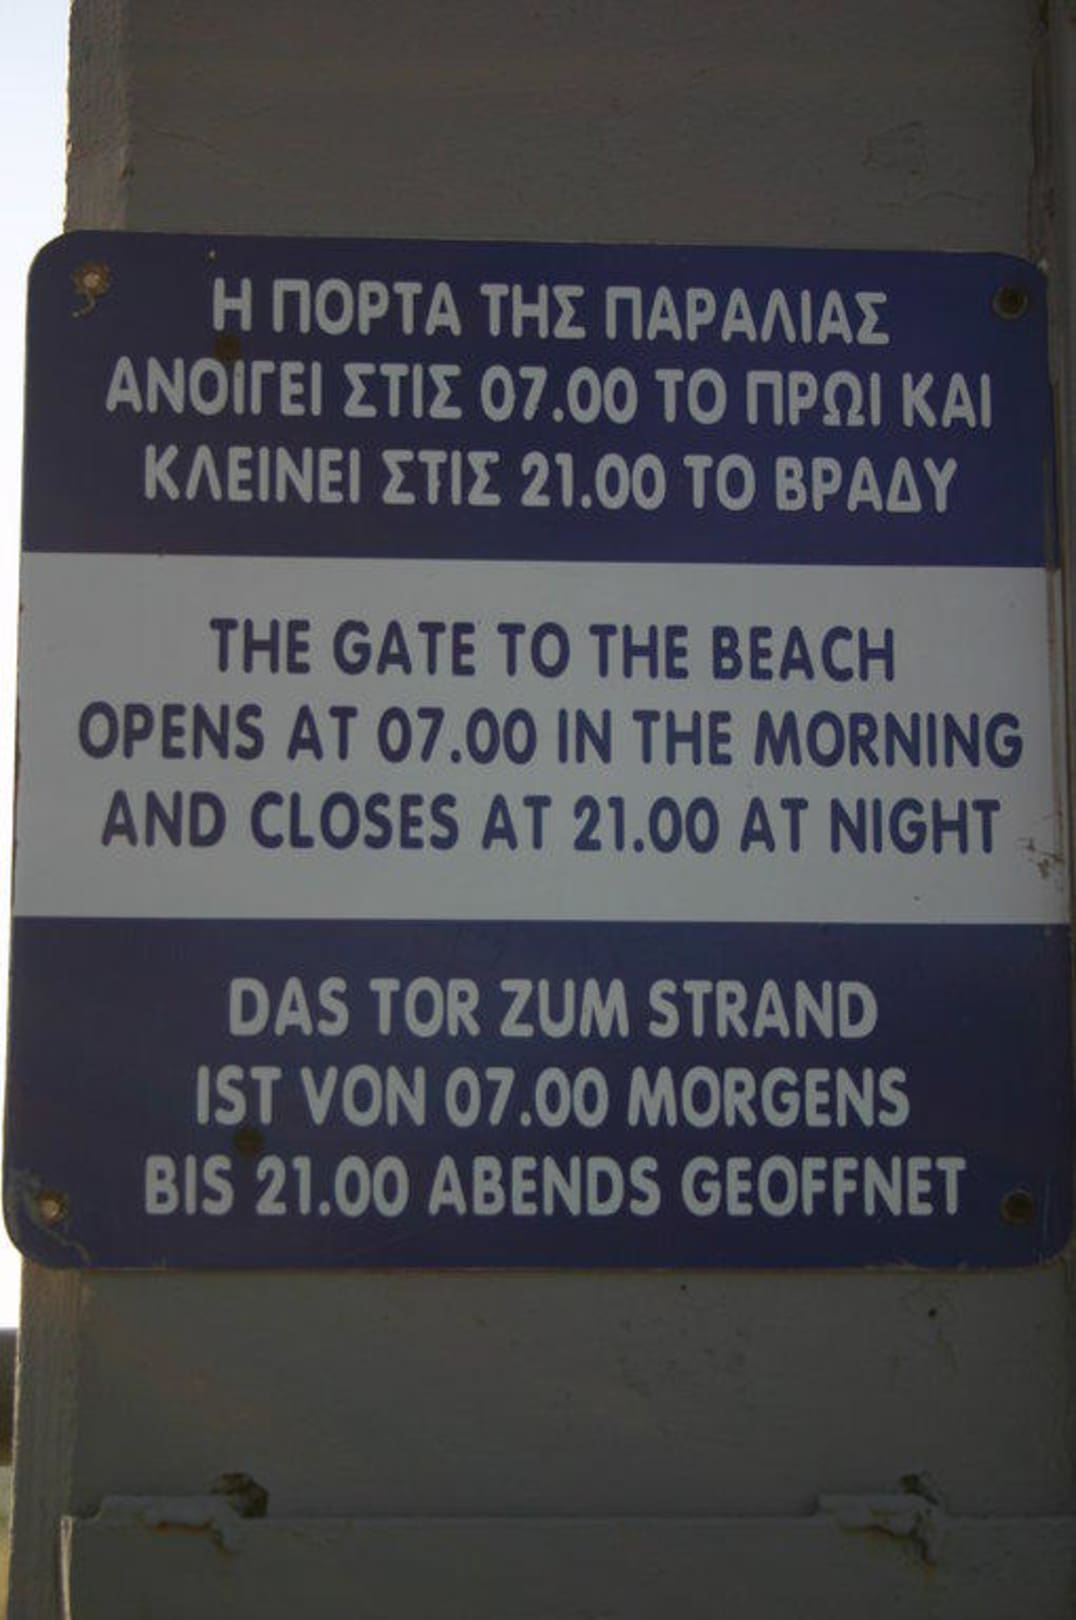 Η ΠΟΡΤΑ ΤΗΣ ΠΑΡΑΛΙΑΣ
ΑΝΟΙΓΕΙ ΣΤΙΣ 07.00 ΤΟ ΠΡΩΙ ΚΑΙ
ΚΛΕΙΝΕΙ ΣΤΙΣ 21.00 ΤΟ ΒΡΑΔΥ
THE GATE TO THE BEACH
OPENS AT 07.00 IN THE MORNING
AND CLOSES AT 21.00 AT NIGHT
DAS TOR ZUM STRAND
IST VON 07.00 MORGENS
BIS 21.00 ABENDS GEOFFNET